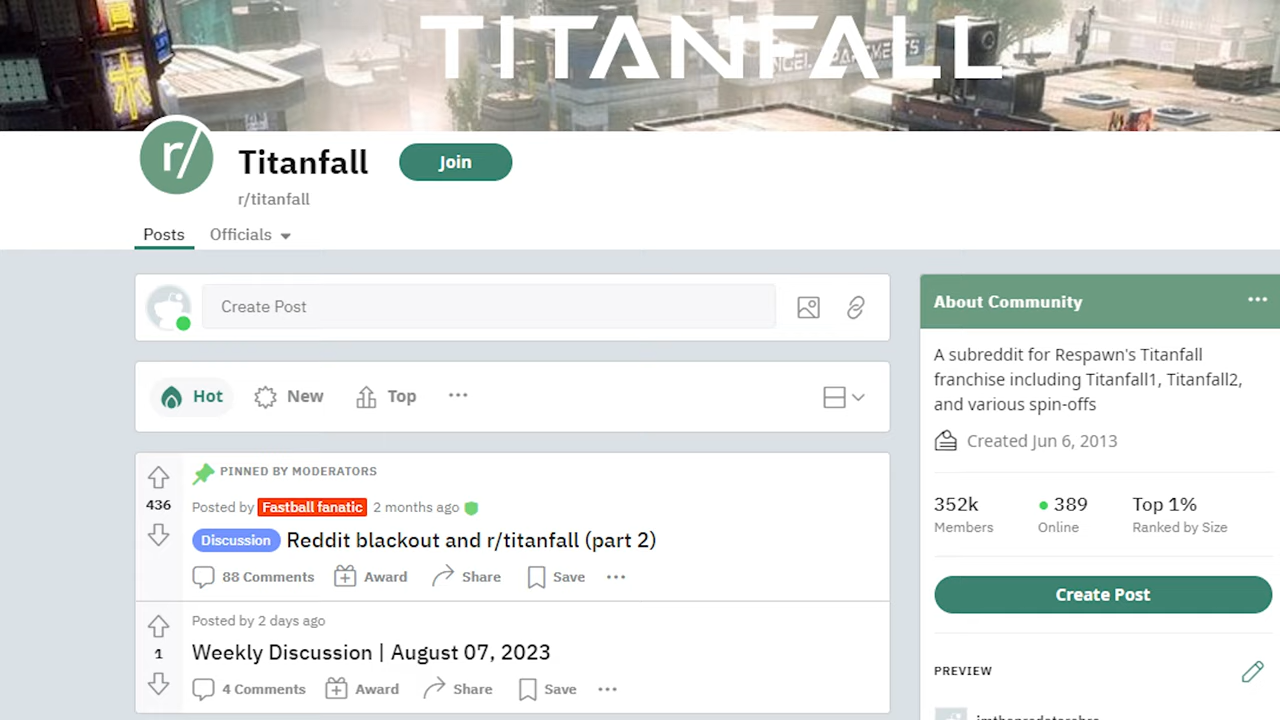 TITANFALL
ANGEL APARTMENTS
r/
Titanfall
Join
r/titanfall
Posts
Officials
Create Post
Hot
New
Top
PINNED BY MODERATORS
436
Posted by Fastball fanatic 2 months ago
Discussion Reddit blackout and r/titanfall (part 2)
88 Comments
Award
Share
Save
Posted by 2 days ago
1
Weekly Discussion | August 07, 2023
4 Comments
Award
Share
Save
About Community
A subreddit for Respawn's Titanfall
franchise including Titanfall1, Titanfall2,
and various spin-offs
Created Jun 6, 2013
352k
389
Top 1%
Members
Online
Ranked by Size
Create Post
PREVIEW